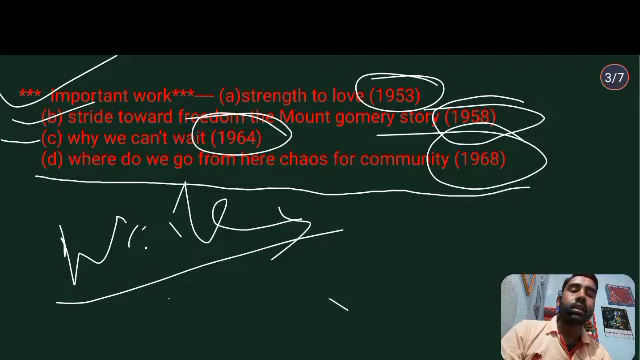 3/7
*** Important work***---- (a)strength to love (1953)
(b) stride toward freedom the Mount gomery story (1958)
(c) why we can't wait (1964)
(d) where do we go from here chaos for community (1968)
Write